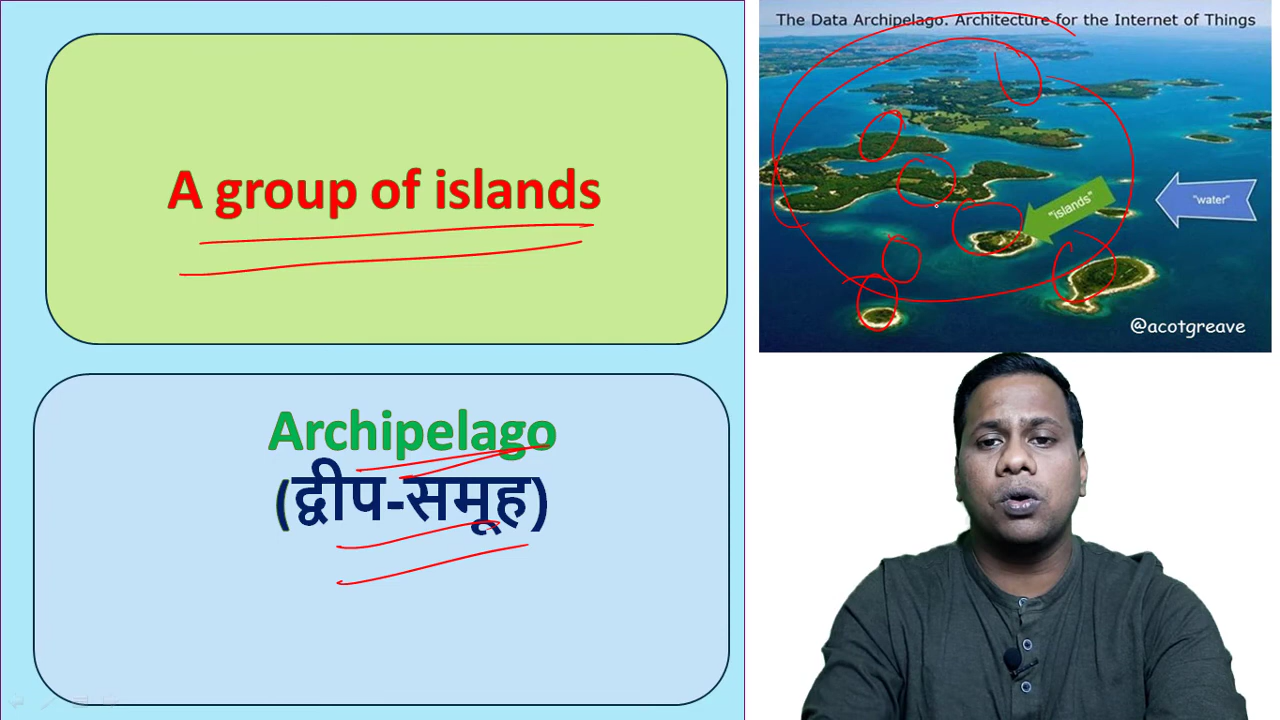 A group of islands
Archipelago
(द्वीप-समूह)
The Data Archipelago. Architecture for the Internet of Things
"islands"
"water"
@acotgreave